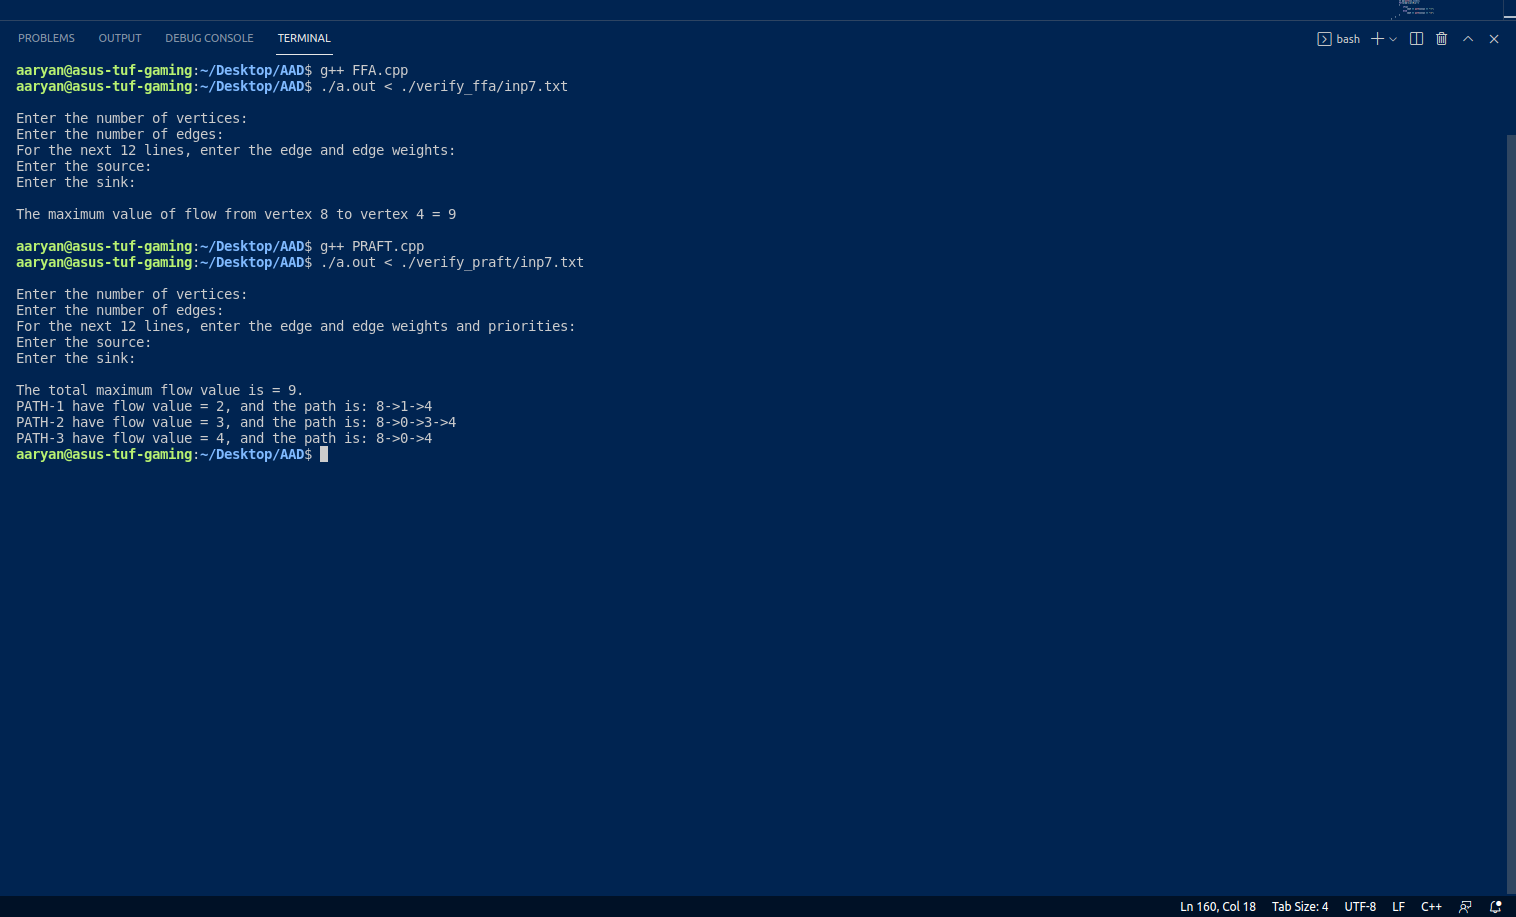 PROBLEMS OUTPUT DEBUG CONSOLE TERMINAL bash
aaryan@asus-tuf-gaming:~/Desktop/AAD$ g++ FFA.cpp
aaryan@asus-tuf-gaming:~/Desktop/AAD$ ./a.out < ./verify_ffa/inp7.txt
Enter the number of vertices:
Enter the number of edges:
For the next 12 lines, enter the edge and edge weights:
Enter the source:
Enter the sink:
The maximum value of flow from vertex 8 to vertex 4 = 9
aaryan@asus-tuf-gaming:~/Desktop/AAD$ g++ PRAFT.cpp
aaryan@asus-tuf-gaming:~/Desktop/AAD$ ./a.out < ./verify_praft/inp7.txt
Enter the number of vertices:
Enter the number of edges:
For the next 12 lines, enter the edge and edge weights and priorities:
Enter the source:
Enter the sink:
The total maximum flow value is = 9.
PATH-1 have flow value = 2, and the path is: 8->1->4
PATH-2 have flow value = 3, and the path is: 8->0->3->4
PATH-3 have flow value = 4, and the path is: 8->0->4
aaryan@asus-tuf-gaming:~/Desktop/AAD$
Ln 160, Col 18 Tab Size: 4 UTF-8 LF C++